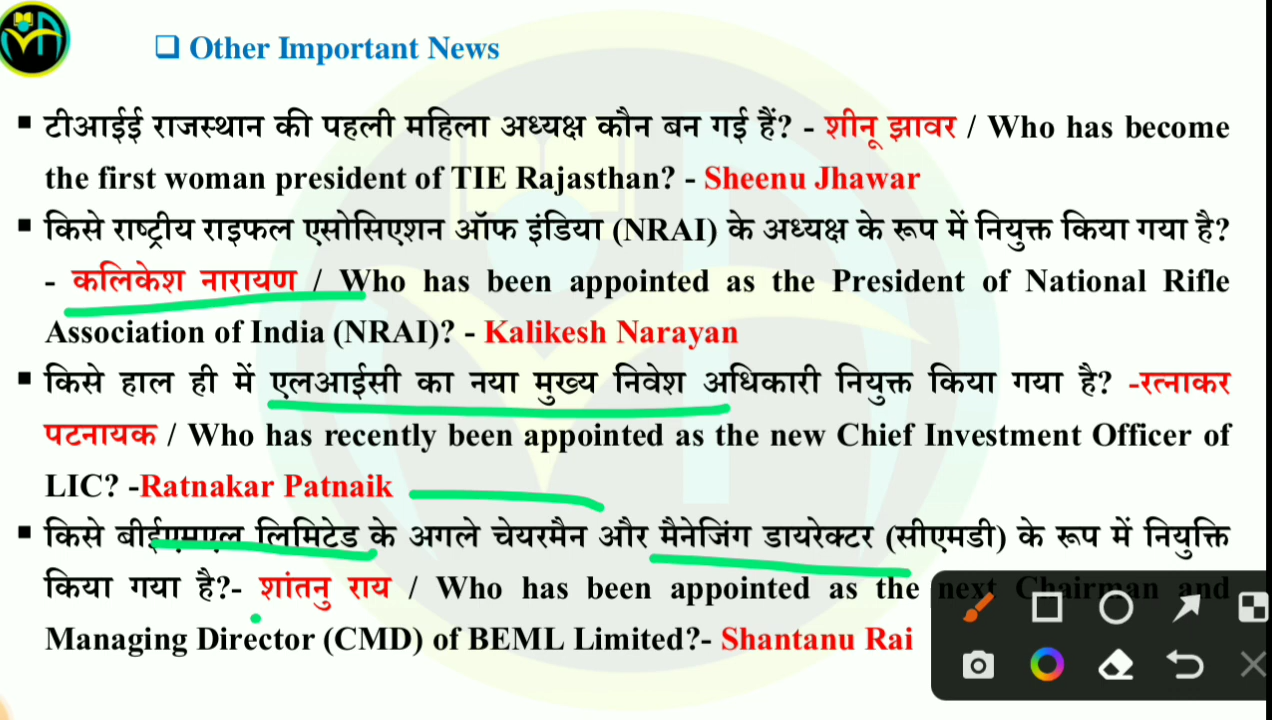 Other Important News
टीआईई राजस्थान की पहली महिला अध्यक्ष कौन बन गई हैं? - शीनू झावर / Who has become
the first woman president of TIE Rajasthan? - Sheenu Jhawar
किसे राष्ट्रीय राइफल एसोसिएशन ऑफ इंडिया (NRAI) के अध्यक्ष के रूप में नियुक्त किया गया है?
- कलिकेश नारायण / Who has been appointed as the President of National Rifle
Association of India (NRAI)? - Kalikesh Narayan
किसे हाल ही में एलआईसी का नया मुख्य निवेश अधिकारी नियुक्त किया गया है? -रत्नाकर
पटनायक / Who has recently been appointed as the new Chief Investment Officer of
LIC? -Ratnakar Patnaik
किसे बीईएमएल लिमिटेड के अगले चेयरमैन और मैनेजिंग डायरेक्टर (सीएमडी) के रूप में नियुक्ति
किया गया है?- शांतनु राय / Who has been appointed as the next Chairman and
Managing Director (CMD) of BEML Limited?- Shantanu Rai